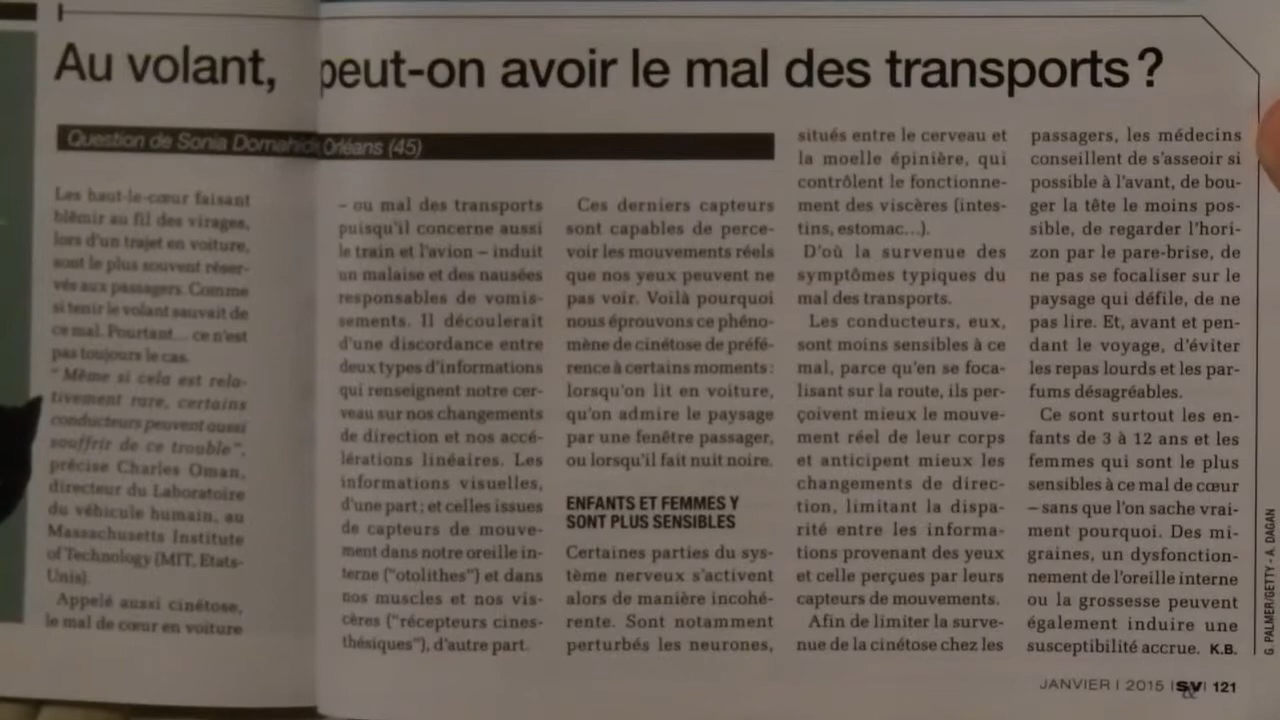 Au volant, peut-on avoir le mal des transports ?
Question de Sonia Domahidi, Orléans (45)
Les haut-le-cœur faisant
blêmir au fil des virages,
lors d'un trajet en voiture,
sont le plus souvent réser-
vés aux passagers. Comme
si tenir le volant sauvait de
ce mal. Pourtant... ce n'est
pas toujours le cas.
"Même si cela est rela-
tivement rare, certains
conducteurs peuvent aussi
souffrir de ce trouble",
précise Charles Oman,
directeur du Laboratoire
du véhicule humain, au
Massachusetts Institute
of Technology (MIT, Etats-
Unis).
Appelé aussi cinétose,
le mal de cœur en voiture
– ou mal des transports
puisqu'il concerne aussi
le train et l'avion – induit
un malaise et des nausées
responsables de vomis-
sements. Il découlerait
d'une discordance entre
deux types d'informations
qui renseignent notre cer-
veau sur nos changements
de direction et nos accé-
lérations linéaires. Les
informations visuelles,
d'une part ; et celles issues
de capteurs de mouve-
ment dans notre oreille in-
terne ("otolithes") et dans
nos muscles et nos vis-
cères ("récepteurs cines-
thésiques"), d'autre part.
Ces derniers capteurs
sont capables de perce-
voir les mouvements réels
que nos yeux peuvent ne
pas voir. Voilà pourquoi
nous éprouvons ce phéno-
mène de cinétose de préfé-
rence à certains moments :
lorsqu'on lit en voiture,
qu'on admire le paysage
par une fenêtre passager,
ou lorsqu'il fait nuit noire.
ENFANTS ET FEMMES Y
SONT PLUS SENSIBLES
Certaines parties du sys-
tème nerveux s'activent
alors de manière incohé-
rente. Sont notamment
perturbés les neurones,
situés entre le cerveau et
la moelle épinière, qui
contrôlent le fonctionne-
ment des viscères (intes-
tins, estomac...).
D'où la survenue des
symptômes typiques du
mal des transports.
Les conducteurs, eux,
sont moins sensibles à ce
mal, parce qu'en se foca-
lisant sur la route, ils per-
çoivent mieux le mouve-
ment réel de leur corps
et anticipent mieux les
changements de direc-
tion, limitant la dispa-
rité entre les informa-
tions provenant des yeux
et celle perçues par leurs
capteurs de mouvements.
Afin de limiter la surve-
nue de la cinétose chez les
passagers, les médecins
conseillent de s'asseoir si
possible à l'avant, de bou-
ger la tête le moins pos-
sible, de regarder l'hori-
zon par le pare-brise, de
ne pas se focaliser sur le
paysage qui défile, de ne
pas lire. Et, avant et pen-
dant le voyage, d'éviter
les repas lourds et les par-
fums désagréables.
Ce sont surtout les en-
fants de 3 à 12 ans et les
femmes qui sont le plus
sensibles à ce mal de cœur
– sans que l'on sache vrai-
ment pourquoi. Des mi-
graines, un dysfonction-
nement de l'oreille interne
ou la grossesse peuvent
également induire une
susceptibilité accrue. K.B.
G. PALMER/GETTY - A. DAGAN
JANVIER | 2015 | S&V | 121